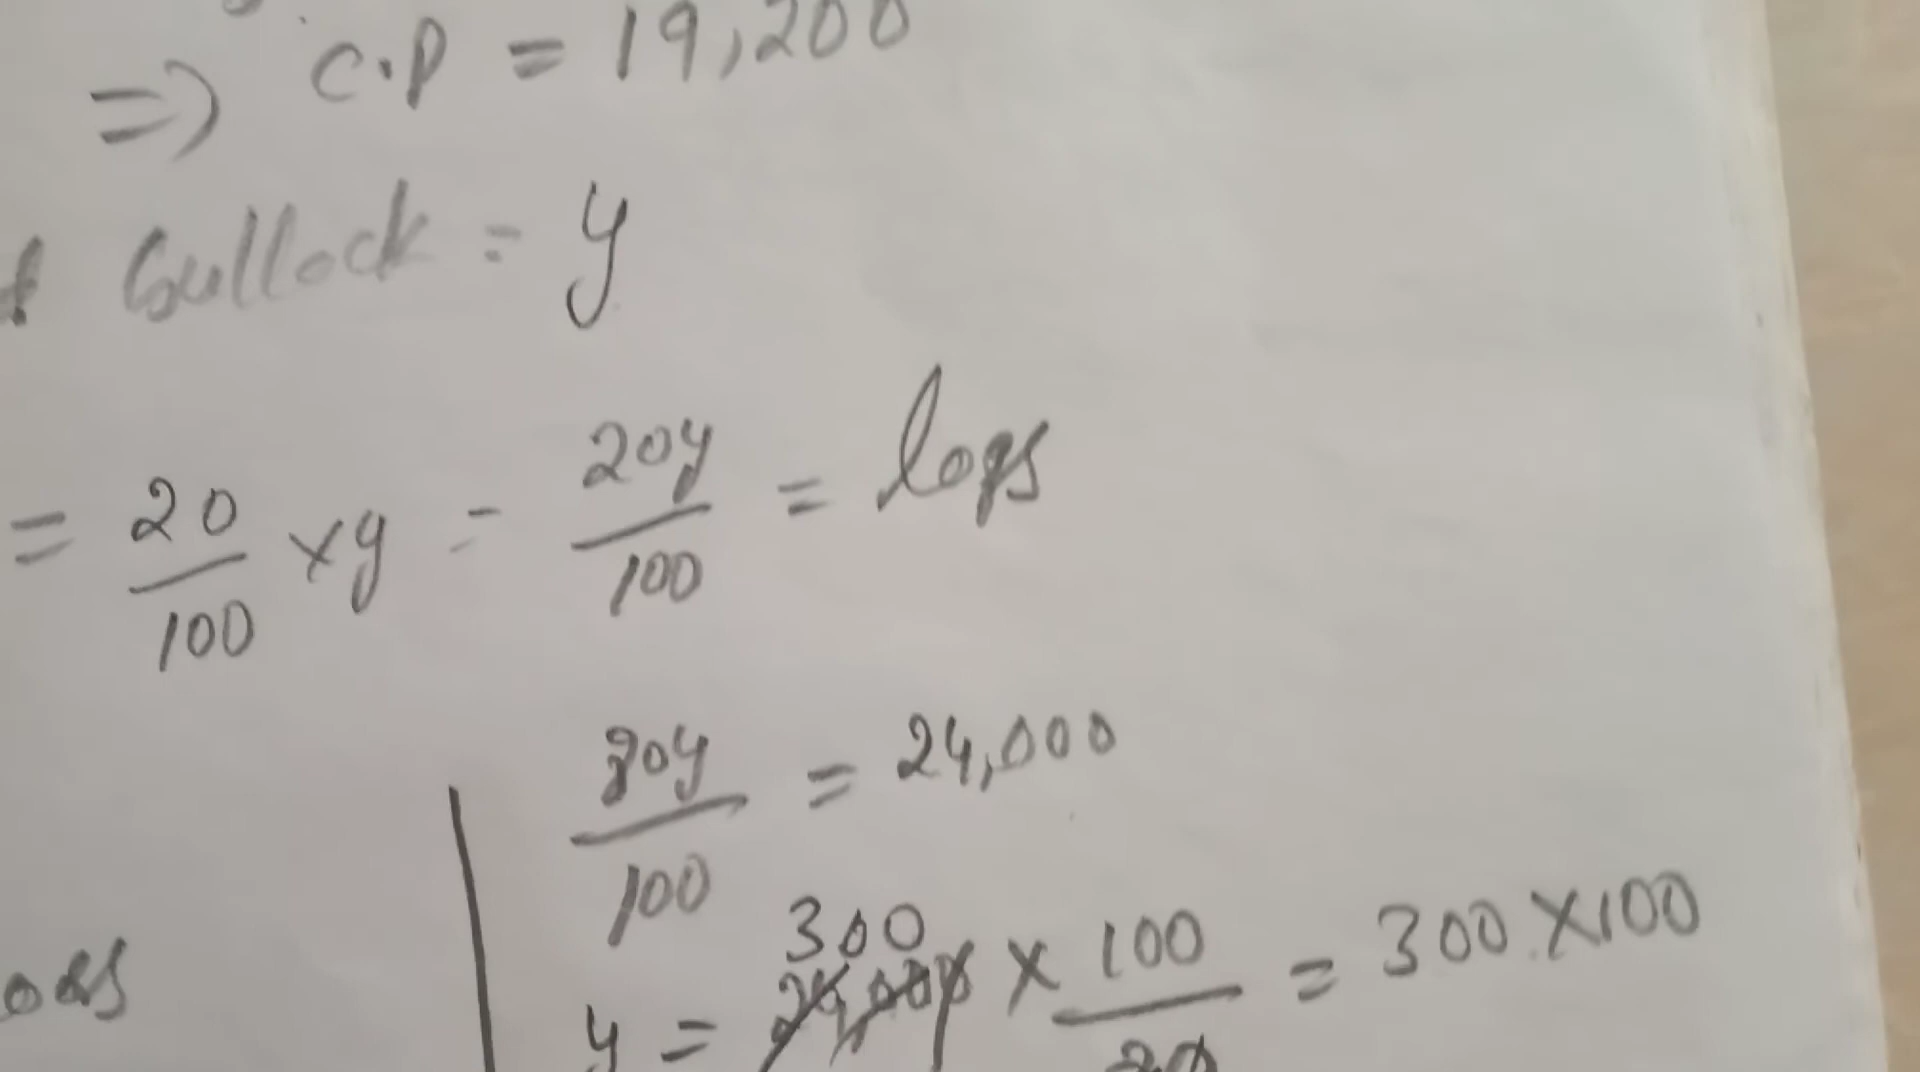 => C.P = 19,200
bullock = y
= 20/100 × y = 20y/100 = loss
80y/100 = 24,000
300
y = 24,000 × 100/80 = 300 × 100
oss